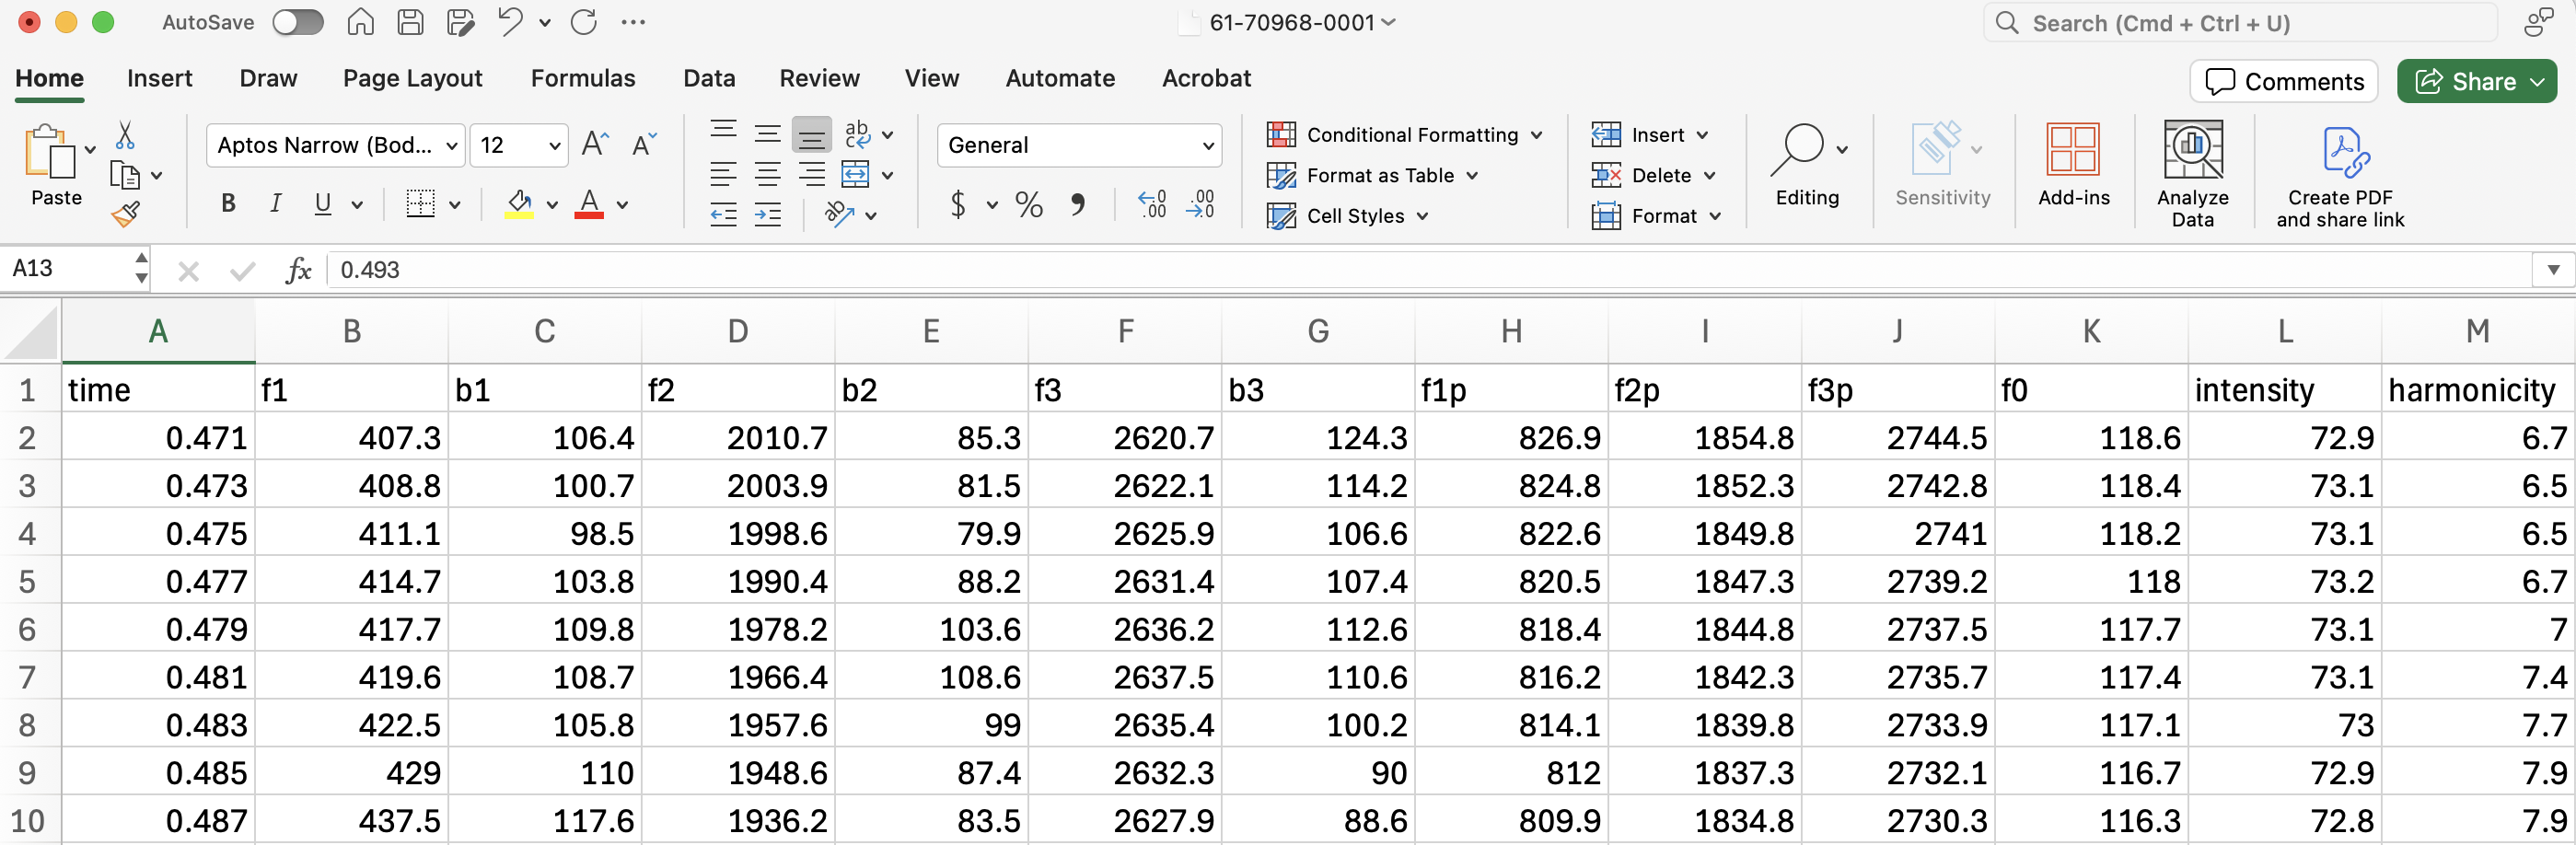 AutoSave 61-70968-0001 Search (Cmd + Ctrl + U)
Home Insert Draw Page Layout Formulas Data Review View Automate Acrobat Comments Share
Paste
Aptos Narrow (Bod... 12 A A ab c
B I U A ab
General
$ % , .0 .00 .00 .0
Conditional Formatting
Format as Table
Cell Styles
Insert
Delete
Format
Editing
Sensitivity
Add-ins
Analyze
Data
Create PDF
and share link
A13 fx 0.493
A B C D E F G H I J K L M
1 time f1 b1 f2 b2 f3 b3 f1p f2p f3p f0 intensity harmonicity
2 0.471 407.3 106.4 2010.7 85.3 2620.7 124.3 826.9 1854.8 2744.5 118.6 72.9 6.7
3 0.473 408.8 100.7 2003.9 81.5 2622.1 114.2 824.8 1852.3 2742.8 118.4 73.1 6.5
4 0.475 411.1 98.5 1998.6 79.9 2625.9 106.6 822.6 1849.8 2741 118.2 73.1 6.5
5 0.477 414.7 103.8 1990.4 88.2 2631.4 107.4 820.5 1847.3 2739.2 118 73.2 6.7
6 0.479 417.7 109.8 1978.2 103.6 2636.2 112.6 818.4 1844.8 2737.5 117.7 73.1 7
7 0.481 419.6 108.7 1966.4 108.6 2637.5 110.6 816.2 1842.3 2735.7 117.4 73.1 7.4
8 0.483 422.5 105.8 1957.6 99 2635.4 100.2 814.1 1839.8 2733.9 117.1 73 7.7
9 0.485 429 110 1948.6 87.4 2632.3 90 812 1837.3 2732.1 116.7 72.9 7.9
10 0.487 437.5 117.6 1936.2 83.5 2627.9 88.6 809.9 1834.8 2730.3 116.3 72.8 7.9